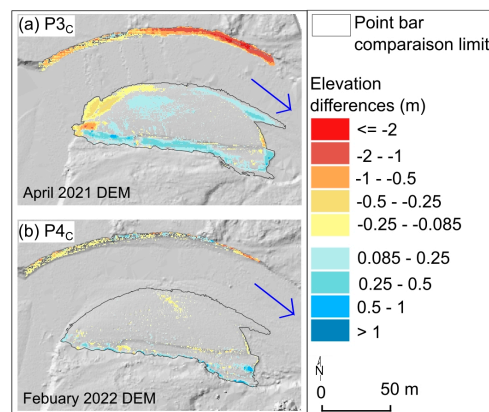 (a) P3C
April 2021 DEM
(b) P4C
Febuary 2022 DEM
Point bar
comparaison limit
Elevation
differences (m)
<= -2
-2 - -1
-1 - -0.5
-0.5 - -0.25
-0.25 - -0.085
0.085 - 0.25
0.25 - 0.5
0.5 - 1
> 1
N
0 50 m